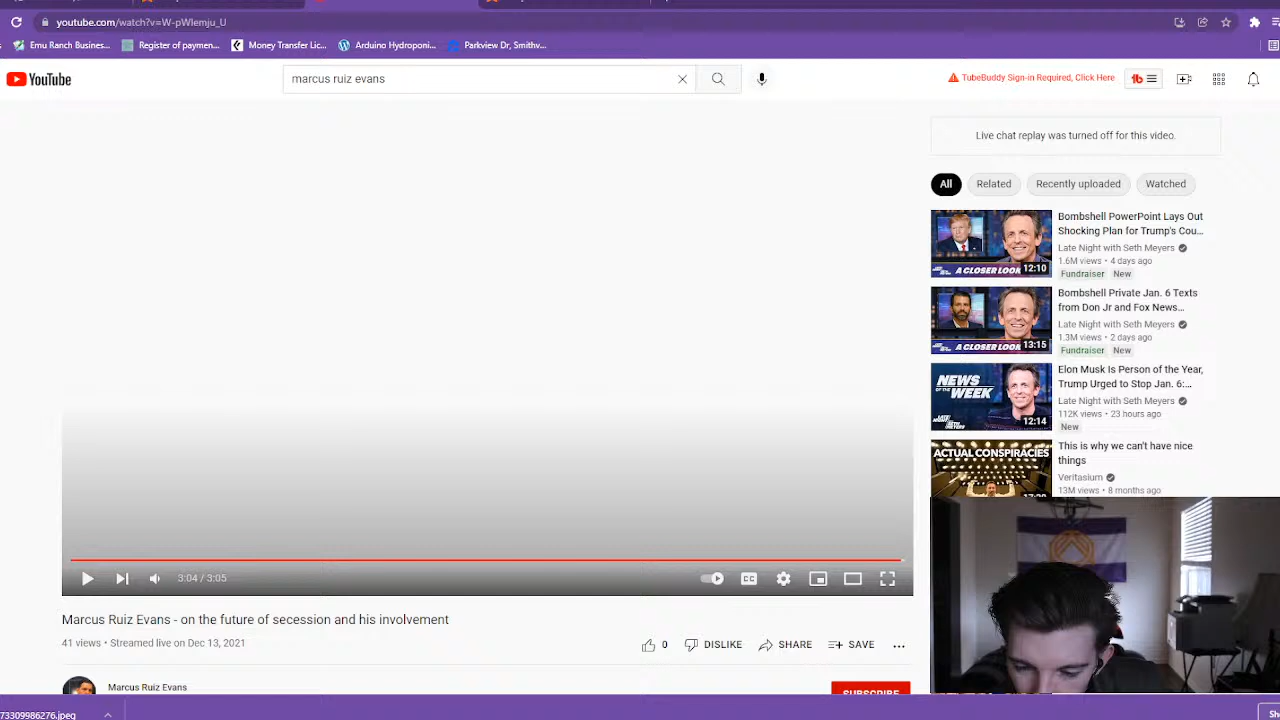 youtube.com/watch?v=W-pWlemju_U
Emu Ranch Busines...
Register of paymen...
Money Transfer Lic...
Arduino Hydroponi...
Parkview Dr, Smithv...
YouTube
marcus ruiz evans
TubeBuddy Sign-in Required, Click Here
tb
Live chat replay was turned off for this video.
All
Related
Recently uploaded
Watched
Bombshell PowerPoint Lays Out
Shocking Plan for Trump's Cou...
Late Night with Seth Meyers
1.6M views • 4 days ago
Fundraiser New
12:10
A CLOSER LOOK
Bombshell Private Jan. 6 Texts
from Don Jr and Fox News...
Late Night with Seth Meyers
1.3M views • 2 days ago
Fundraiser New
13:15
A CLOSER LOOK
Elon Musk Is Person of the Year,
Trump Urged to Stop Jan. 6:...
Late Night with Seth Meyers
112K views • 23 hours ago
New
NEWS
OF THE
WEEK
12:14
This is why we can't have nice
things
Veritasium
13M views • 8 months ago
ACTUAL CONSPIRACIES
3:04 / 3:05
CC
Marcus Ruiz Evans - on the future of secession and his involvement
41 views • Streamed live on Dec 13, 2021
0
DISLIKE
SHARE
SAVE
Marcus Ruiz Evans
SUBSCRIBE
73309986276.jpeg